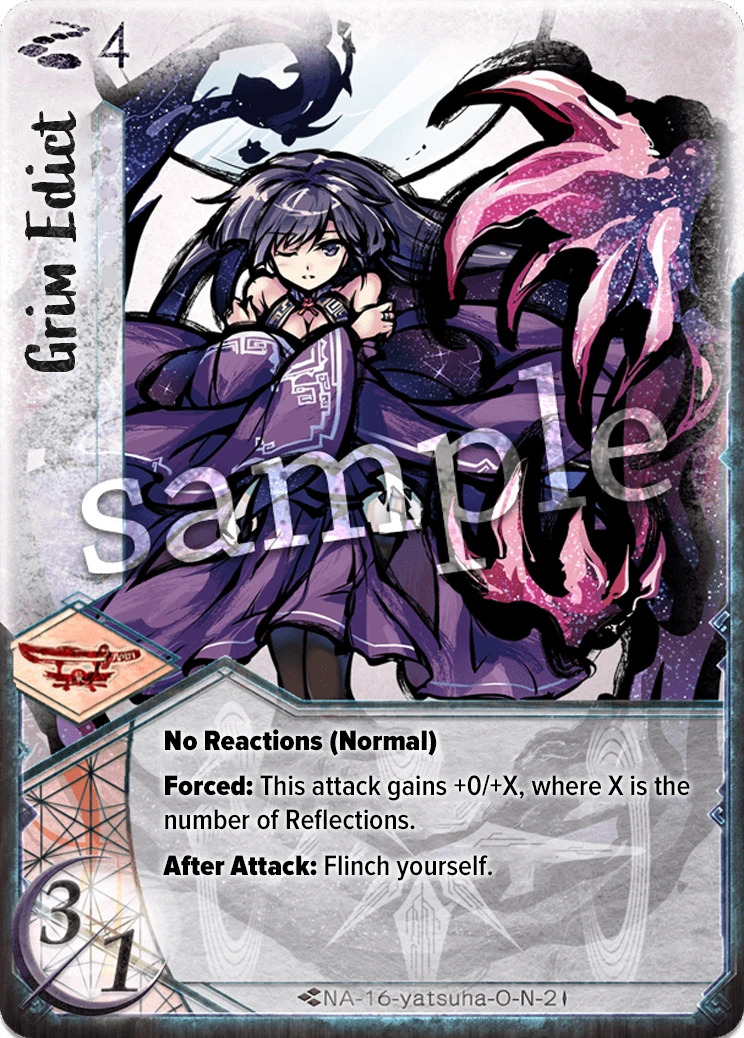 4
Grim Edict
sample
No Reactions (Normal)
Forced: This attack gains +0/+X, where X is the
number of Reflections.
After Attack: Flinch yourself.
3/1
NA-16-yatsuha-O-N-2